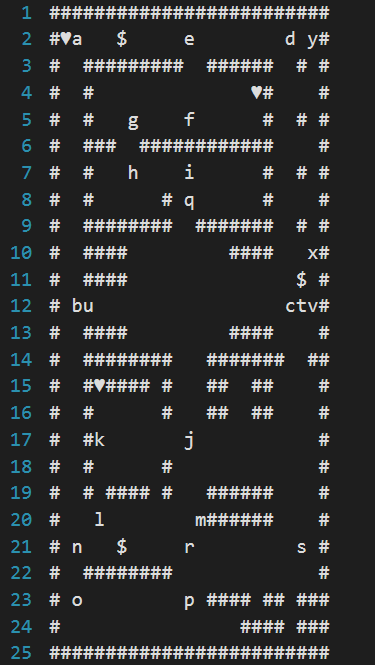 1 #########################
2 #♥a   $     e        d y#
3 #  #########  ######  # #
4 #  #              ♥#    #
5 #  #   g    f      #  # #
6 #  ###  ############    #
7 #  #   h    i      #  # #
8 #  #      # q      #    #
9 #  ########  #######  # #
10 #  ####         ####   x#
11 #  ####               $ #
12 # bu                 ctv#
13 #  ####         ####    #
14 #  ########   #######  ##
15 #  #♥#### #   ##  ##    #
16 #  #      #   ##  ##    #
17 #  #k       j           #
18 #  #      #             #
19 #  # #### #   ######    #
20 #   l        m######    #
21 # n   $     r         s #
22 #  ########             #
23 # o         p #### ## ###
24 #                #### ###
25 #########################